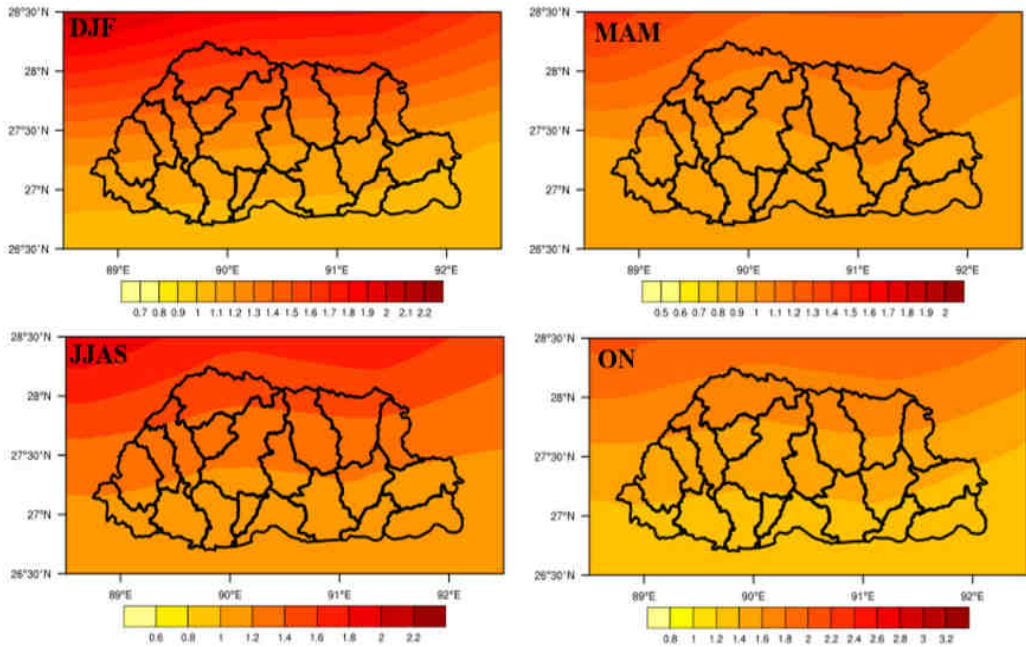 28°30'N
DJF
28°N
27°30'N
27°N
26°30'N
89°E 90°E 91°E 92°E
0.7 0.8 0.9 1 1.1 1.2 1.3 1.4 1.5 1.6 1.7 1.8 1.9 2 2.1 2.2
28°30'N
MAM
28°N
27°30'N
27°N
26°30'N
89°E 90°E 91°E 92°E
0.5 0.6 0.7 0.8 0.9 1 1.1 1.2 1.3 1.4 1.5 1.6 1.7 1.8 1.9 2
28°30'N
JJAS
28°N
27°30'N
27°N
26°30'N
89°E 90°E 91°E 92°E
0.6 0.8 1 1.2 1.4 1.6 1.8 2 2.2
28°30'N
ON
28°N
27°30'N
27°N
26°30'N
89°E 90°E 91°E 92°E
0.8 1 1.2 1.4 1.6 1.8 2 2.2 2.4 2.6 2.8 3 3.2